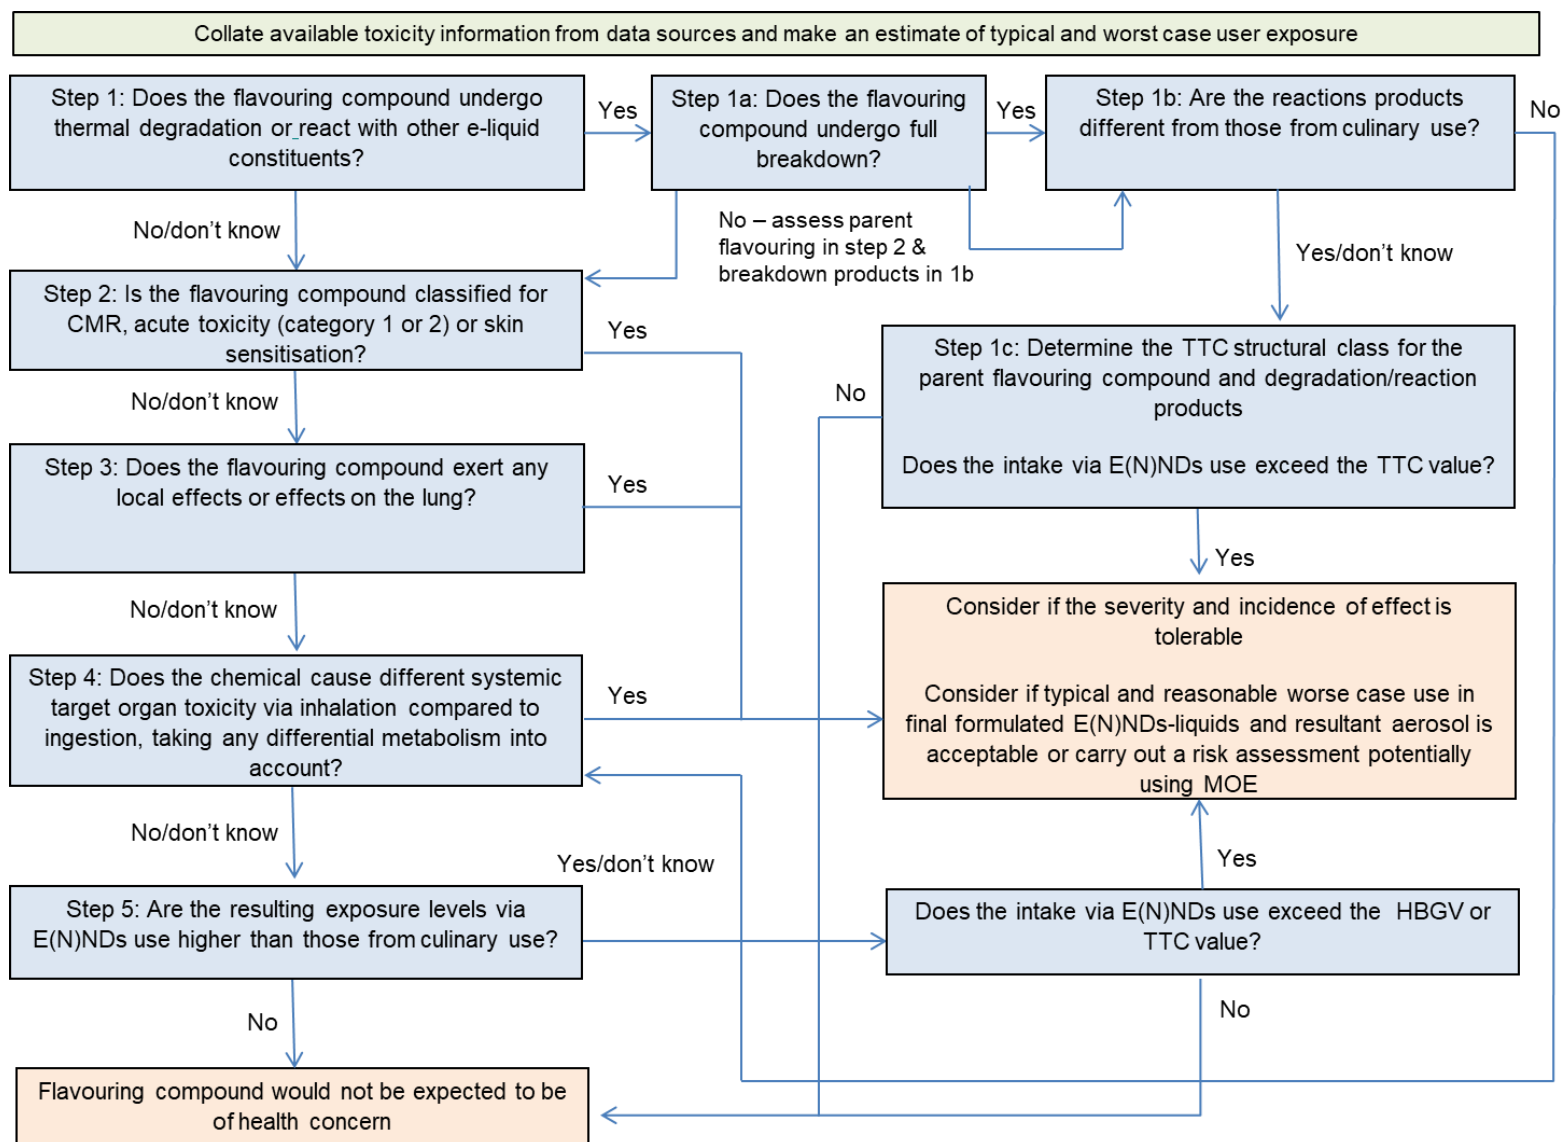 Collate available toxicity information from data sources and make an estimate of typical and worst case user exposure
Step 1: Does the flavouring compound undergo
thermal degradation or react with other e-liquid
constituents?
Yes
Step 1a: Does the flavouring
compound undergo full
breakdown?
Yes
Step 1b: Are the reactions products
different from those from culinary use?
No
No/don’t know
No – assess parent
flavouring in step 2 &
breakdown products in 1b
Yes/don’t know
Step 2: Is the flavouring compound classified for
CMR, acute toxicity (category 1 or 2) or skin
sensitisation?
Yes
Step 1c: Determine the TTC structural class for the
parent flavouring compound and degradation/reaction
products
Does the intake via E(N)NDs use exceed the TTC value?
No
No/don’t know
Step 3: Does the flavouring compound exert any
local effects or effects on the lung?
Yes
Yes
No/don’t know
Consider if the severity and incidence of effect is
tolerable
Consider if typical and reasonable worse case use in
final formulated E(N)NDs-liquids and resultant aerosol is
acceptable or carry out a risk assessment potentially
using MOE
Step 4: Does the chemical cause different systemic
target organ toxicity via inhalation compared to
ingestion, taking any differential metabolism into
account?
Yes
No/don’t know
Yes/don’t know
Yes
Step 5: Are the resulting exposure levels via
E(N)NDs use higher than those from culinary use?
Does the intake via E(N)NDs use exceed the HBGV or
TTC value?
No
No
Flavouring compound would not be expected to be
of health concern